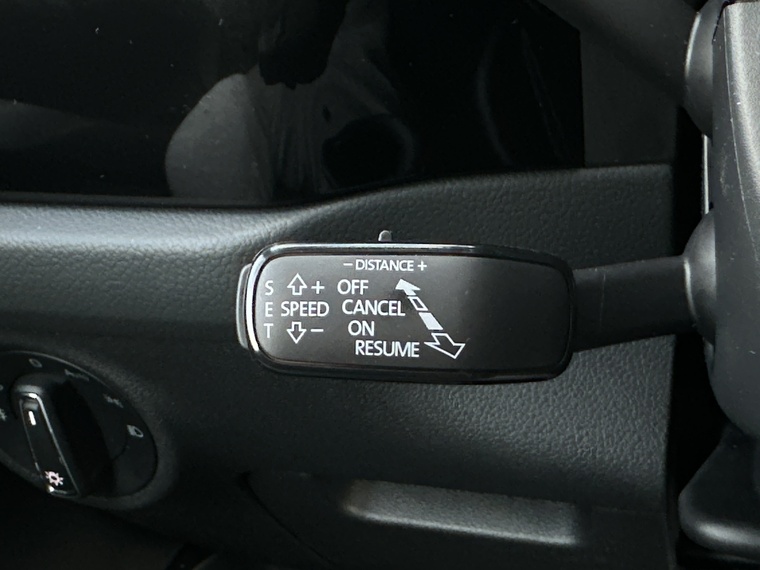 − DISTANCE +
S + OFF
E SPEED CANCEL
T − ON
RESUME